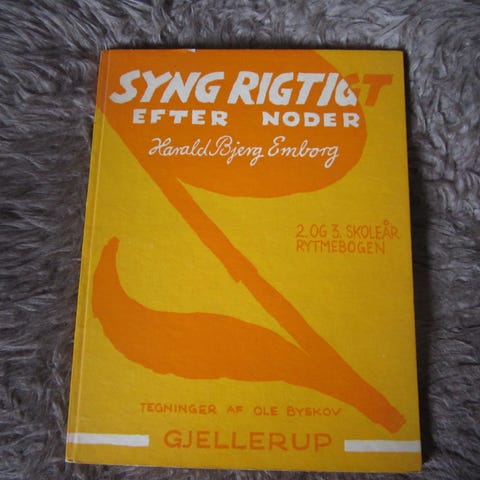 SYNG RIGTIGT
EFTER NODER
Harald Bjerg Emborg
2. OG 3. SKOLEÅR
RYTMEBOGEN
TEGNINGER AF OLE BYSKOV
GJELLERUP